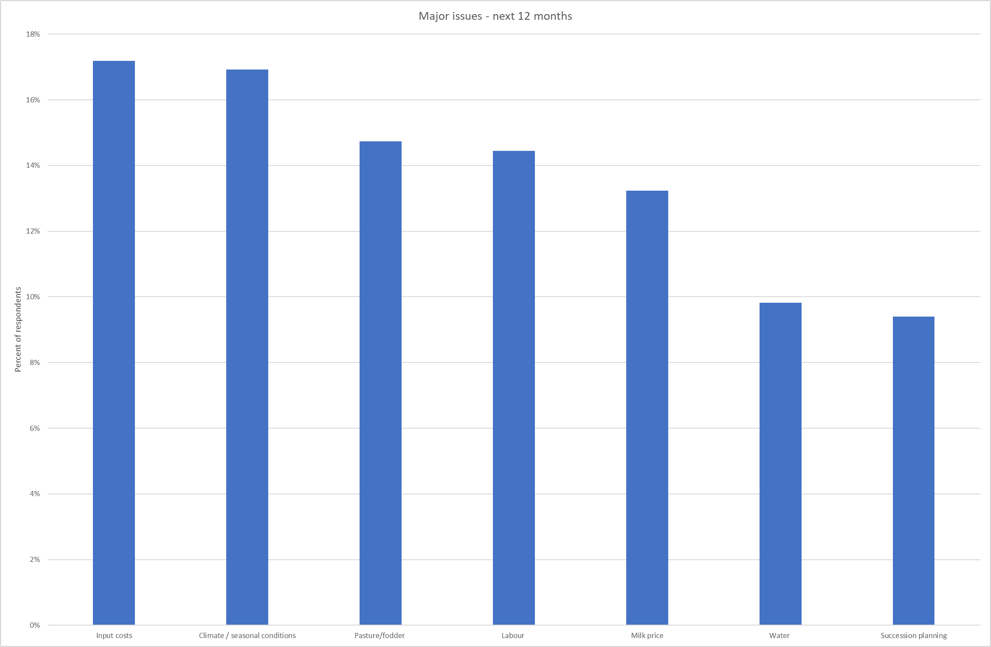 Major issues - next 12 months
Percent of respondents
18%
16%
14%
12%
10%
8%
6%
4%
2%
0%
Input costs
Climate / seasonal conditions
Pasture/fodder
Labour
Milk price
Water
Succession planning